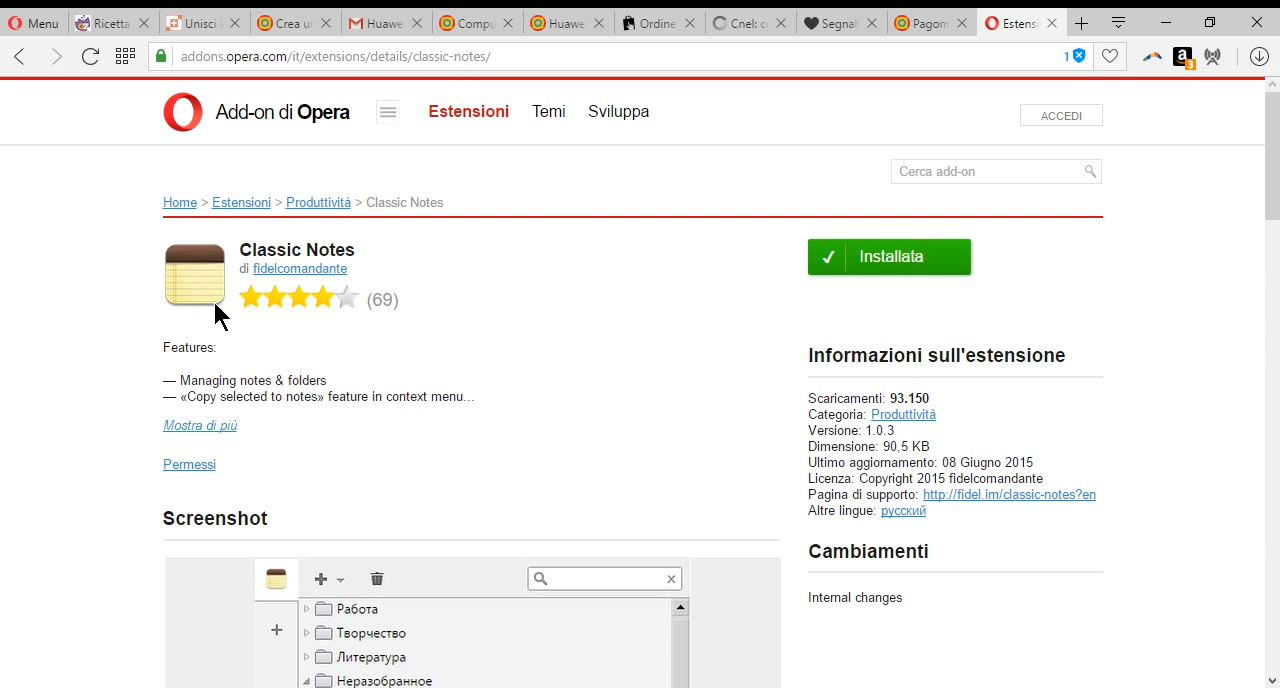 Menu Ricetta Unisci Crea ur Huawe Compu Huawe Ordine Cnel: c Segnal Pagom Estensi
addons.opera.com/it/extensions/details/classic-notes/ 1 3
Add-on di Opera Estensioni Temi Sviluppa ACCEDI
Cerca add-on
Home > Estensioni > Produttività > Classic Notes
Classic Notes
di fidelcomandante
(69)
Installata
Features:
— Managing notes & folders
— «Copy selected to notes» feature in context menu...
Mostra di più
Permessi
Screenshot
Работа
Творчество
Литература
Неразобранное
Informazioni sull'estensione
Scaricamenti: 93.150
Categoria: Produttività
Versione: 1.0.3
Dimensione: 90,5 KB
Ultimo aggiornamento: 08 Giugno 2015
Licenza: Copyright 2015 fidelcomandante
Pagina di supporto: http://fidel.im/classic-notes?en
Altre lingue: русский
Cambiamenti
Internal changes